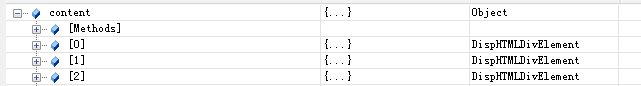 content {...} Object
[Methods]
[0] {...} DispHTMLDivElement
[1] {...} DispHTMLDivElement
[2] {...} DispHTMLDivElement